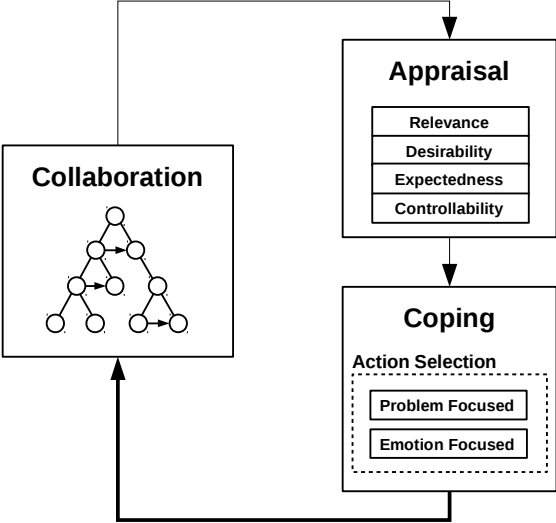 Appraisal
Relevance
Desirability
Expectedness
Controllability
Collaboration
Coping
Action Selection
Problem Focused
Emotion Focused